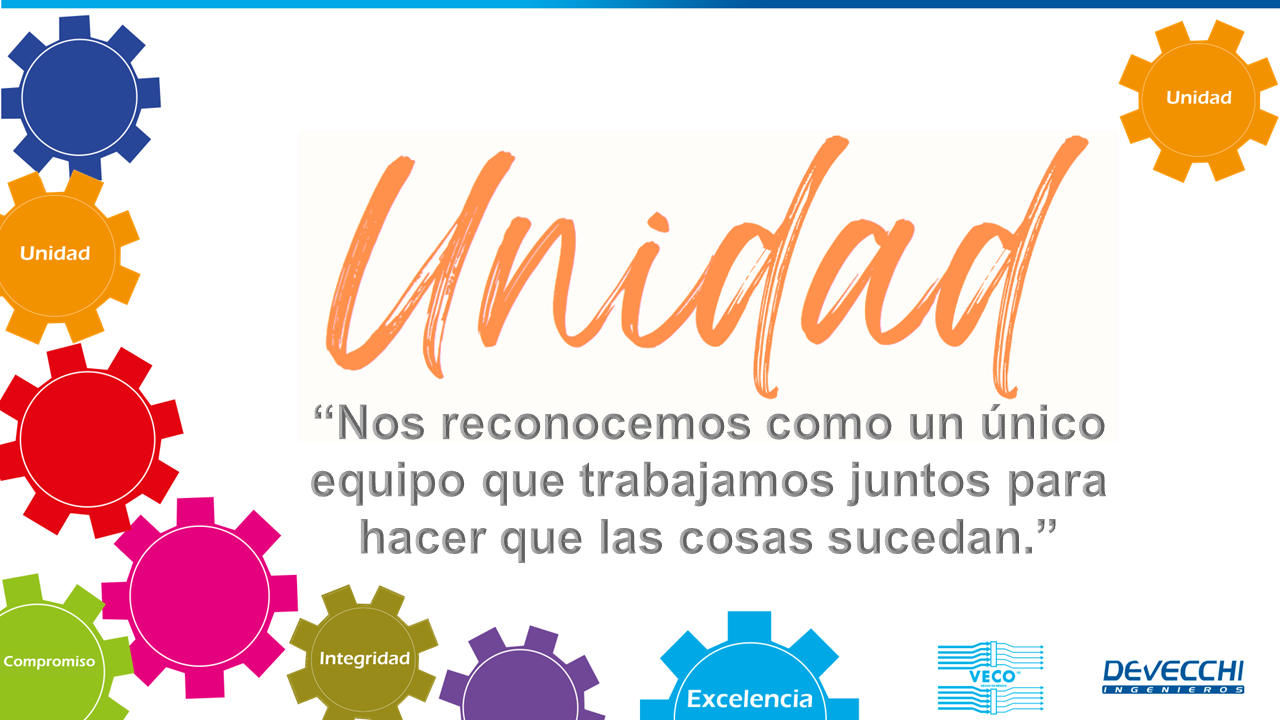 Unidad
Unidad
Unidad
“Nos reconocemos como un único
equipo que trabajamos juntos para
hacer que las cosas sucedan.”
Compromiso
Integridad
Excelencia
VECO
DEVECCHI
INGENIEROS